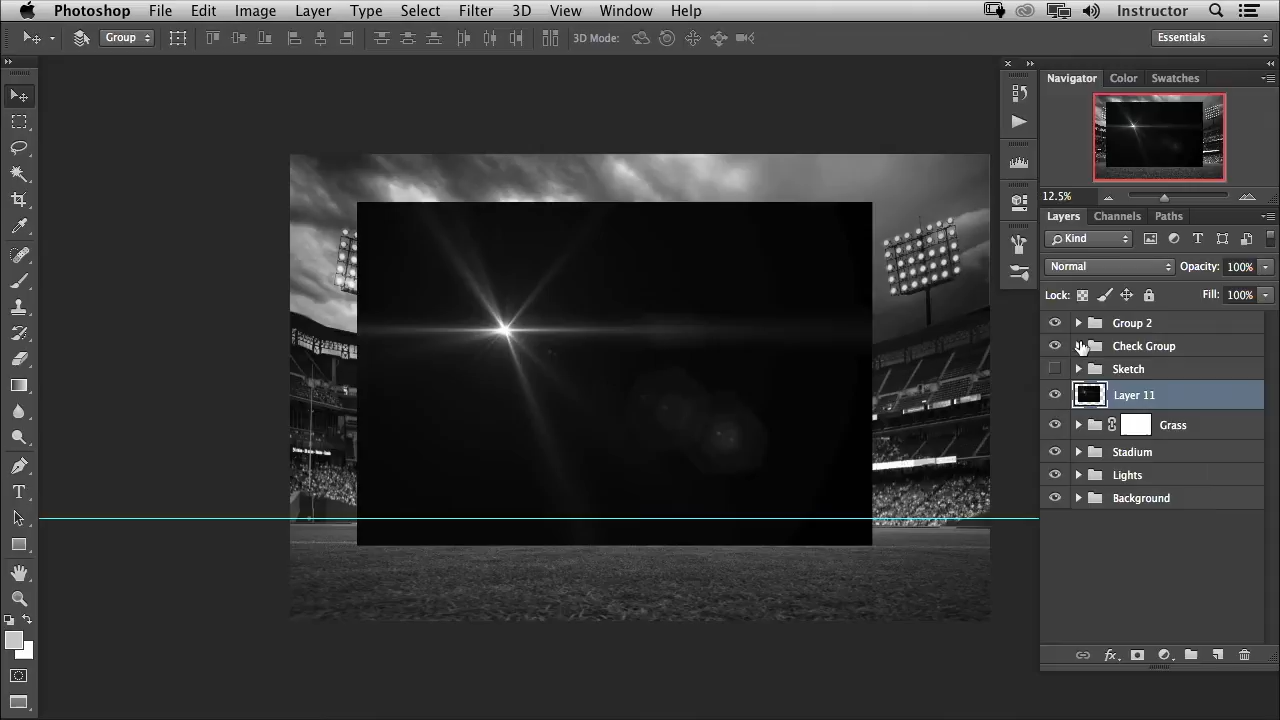 Photoshop File Edit Image Layer Type Select Filter 3D View Window Help Instructor
Group 3D Mode: Essentials
Navigator Color Swatches
12.5%
Layers Channels Paths
Kind
Normal Opacity: 100%
Lock: Fill: 100%
Group 2
Check Group
Sketch
Layer 11
Grass
Stadium
Lights
Background